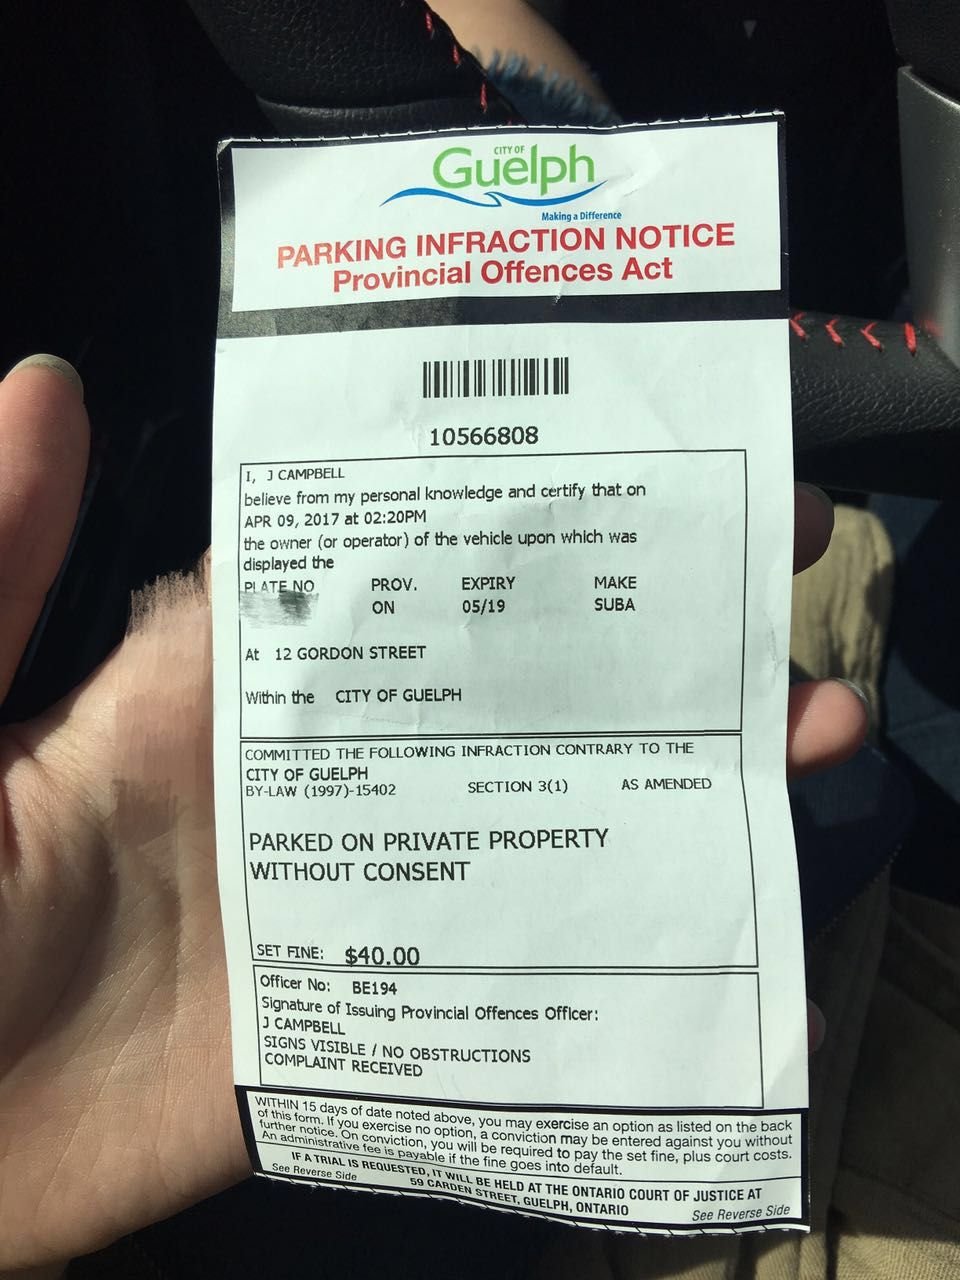 CITY OF
Guelph
Making a Difference
PARKING INFRACTION NOTICE
Provincial Offences Act
10566808
I, J CAMPBELL
believe from my personal knowledge and certify that on
APR 09, 2017 at 02:20PM
the owner (or operator) of the vehicle upon which was
displayed the
PLATE NO PROV. EXPIRY MAKE
ON 05/19 SUBA
At 12 GORDON STREET
Within the CITY OF GUELPH
COMMITTED THE FOLLOWING INFRACTION CONTRARY TO THE
CITY OF GUELPH
BY-LAW (1997)-15402 SECTION 3(1) AS AMENDED
PARKED ON PRIVATE PROPERTY
WITHOUT CONSENT
SET FINE: $40.00
Officer No: BE194
Signature of Issuing Provincial Offences Officer:
J CAMPBELL
SIGNS VISIBLE / NO OBSTRUCTIONS
COMPLAINT RECEIVED
WITHIN 15 days of date noted above, you may exercise an option as listed on the back
of this form. If you exercise no option, a conviction may be entered against you without
further notice. On conviction, you will be required to pay the set fine, plus court costs.
An administrative fee is payable if the fine goes into default.
IF A TRIAL IS REQUESTED, IT WILL BE HELD AT THE ONTARIO COURT OF JUSTICE AT
See Reverse Side 59 CARDEN STREET, GUELPH, ONTARIO See Reverse Side